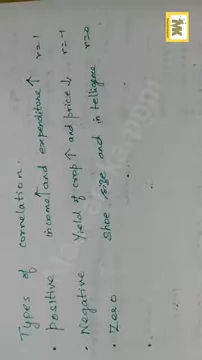 Types of correlation.
• Positive income↑ and expenditure↑ r=1
• Negative Yield of crop ↑ and price ↓ r=-1
• Zero Shoe size and intelligence r=0
MK